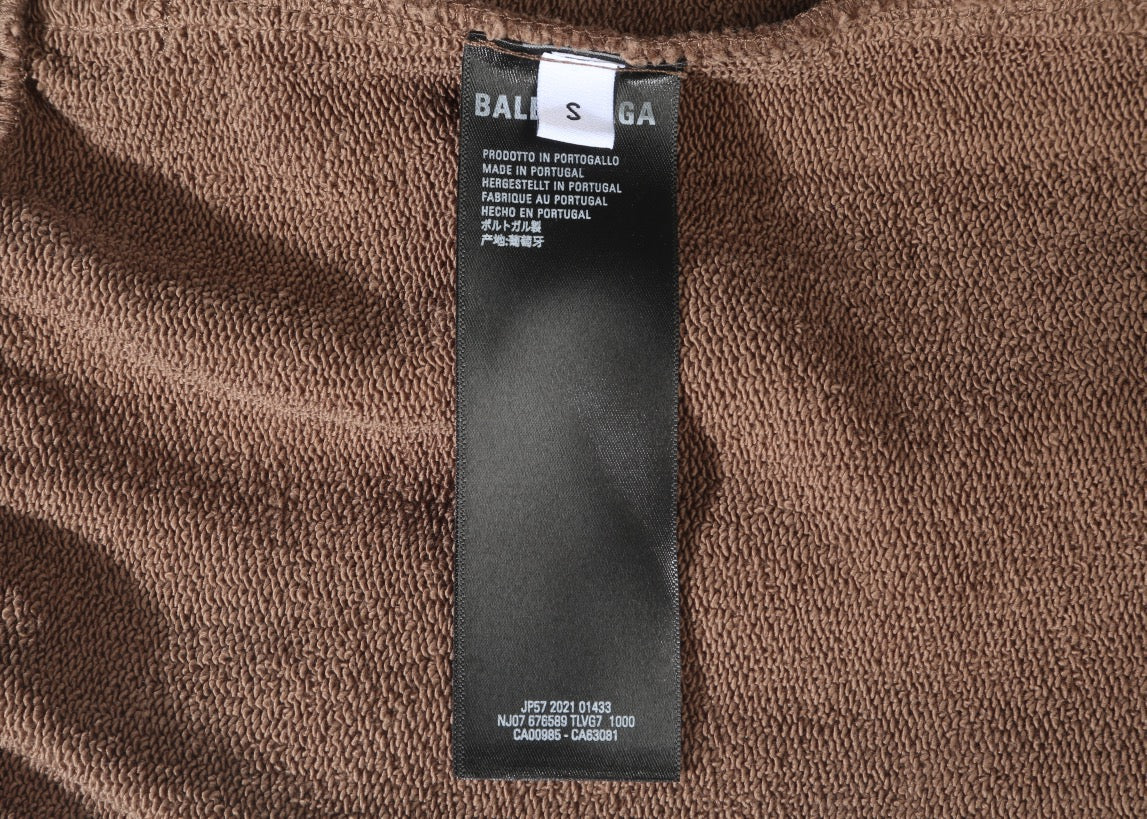 BALE GA
S
PRODOTTO IN PORTOGALLO
MADE IN PORTUGAL
HERGESTELLT IN PORTUGAL
FABRIQUE AU PORTUGAL
HECHO EN PORTUGAL
ポルトガル製
产地:葡萄牙
JP57 2021 01433
NJ07 676589 TLVG7 1000
CA00985 - CA63081